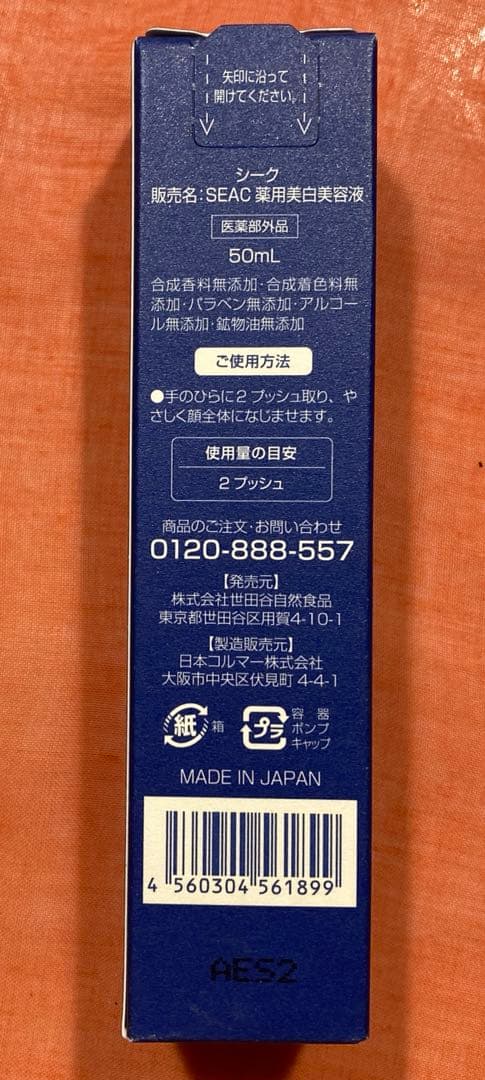 矢印に沿って
開けてください。
シーク
販売名:SEAC 薬用美白美容液
医薬部外品
50mL
合成香料無添加・合成着色料無
添加・パラベン無添加・アルコー
ル無添加・鉱物油無添加
ご使用方法
●手のひらに2プッシュ取り、や
さしく顔全体になじませます。
使用量の目安
2プッシュ
商品のご注文・お問い合わせ
0120-888-557
【発売元】
株式会社世田谷自然食品
東京都世田谷区用賀4-10-1
【製造販売元】
日本コルマー株式会社
大阪市中央区伏見町 4-4-1
紙 箱
プラ 容器
ポンプ
キャップ
MADE IN JAPAN
4 560304 561899
AES2